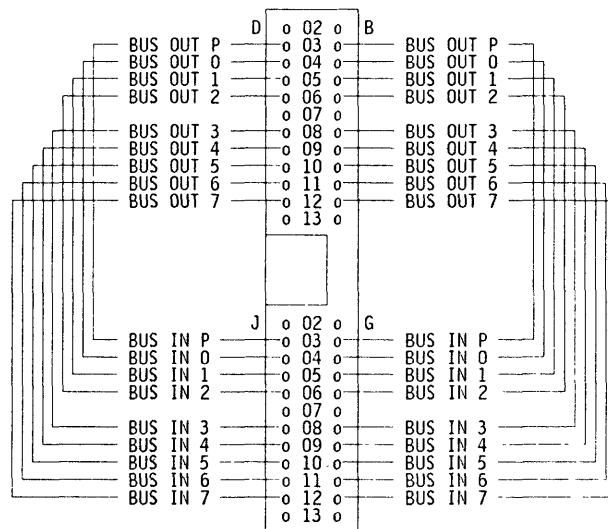 D o 02 o B
BUS OUT P o 03 o BUS OUT P
BUS OUT 0 o 04 o BUS OUT 0
BUS OUT 1 o 05 o BUS OUT 1
BUS OUT 2 o 06 o BUS OUT 2
o 07 o
BUS OUT 3 o 08 o BUS OUT 3
BUS OUT 4 o 09 o BUS OUT 4
BUS OUT 5 o 10 o BUS OUT 5
BUS OUT 6 o 11 o BUS OUT 6
BUS OUT 7 o 12 o BUS OUT 7
o 13 o
J o 02 o G
BUS IN P o 03 o BUS IN P
BUS IN 0 o 04 o BUS IN 0
BUS IN 1 o 05 o BUS IN 1
BUS IN 2 o 06 o BUS IN 2
o 07 o
BUS IN 3 o 08 o BUS IN 3
BUS IN 4 o 09 o BUS IN 4
BUS IN 5 o 10 o BUS IN 5
BUS IN 6 o 11 o BUS IN 6
BUS IN 7 o 12 o BUS IN 7
o 13 o